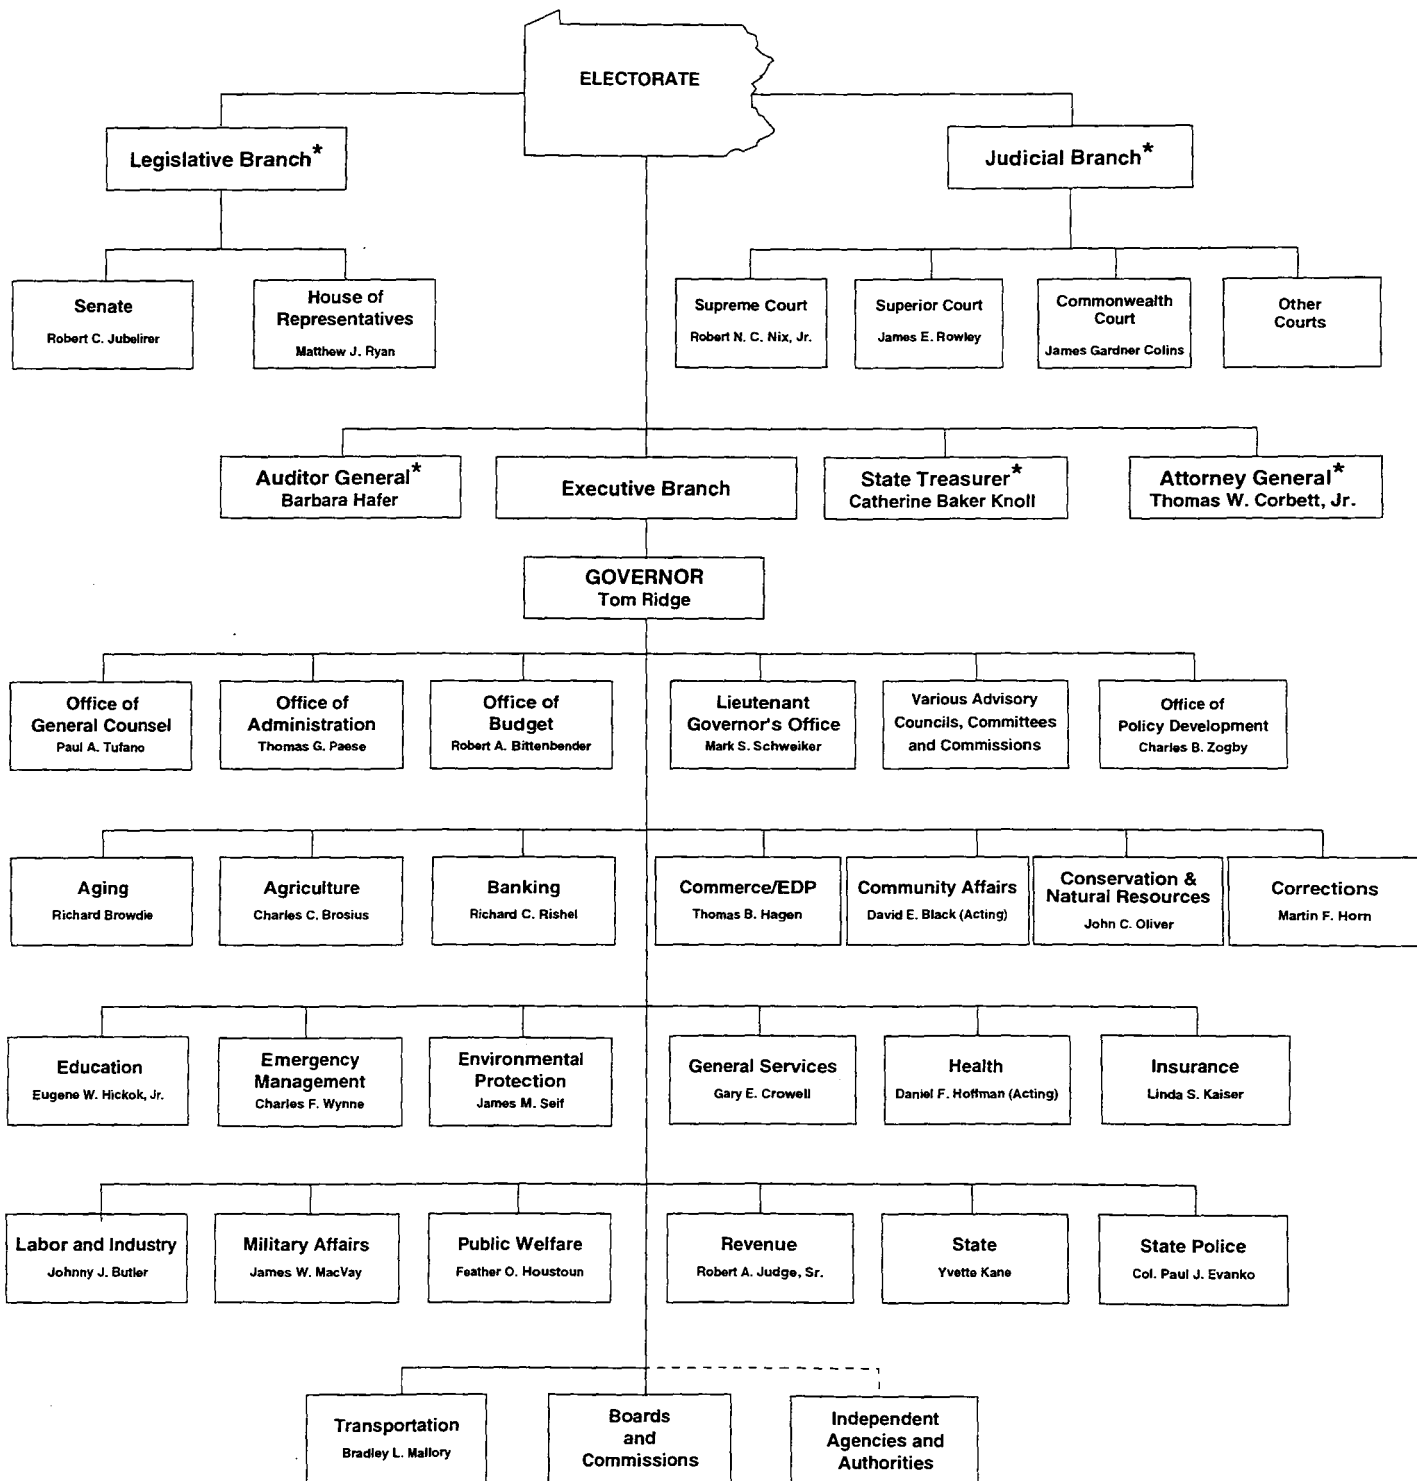 ELECTORATE
Legislative Branch*
Judicial Branch*
Senate
Robert C. Jubelirer
House of
Representatives
Matthew J. Ryan
Supreme Court
Robert N. C. Nix, Jr.
Superior Court
James E. Rowley
Commonwealth
Court
James Gardner Colins
Other
Courts
Auditor General*
Barbara Hafer
Executive Branch
State Treasurer*
Catherine Baker Knoll
Attorney General*
Thomas W. Corbett, Jr.
GOVERNOR
Tom Ridge
Office of
General Counsel
Paul A. Tufano
Office of
Administration
Thomas G. Paese
Office of
Budget
Robert A. Bittenbender
Lieutenant
Governor's Office
Mark S. Schweiker
Various Advisory
Councils, Committees
and Commissions
Office of
Policy Development
Charles B. Zogby
Aging
Richard Browdie
Agriculture
Charles C. Brosius
Banking
Richard C. Rishel
Commerce/EDP
Thomas B. Hagen
Community Affairs
David E. Black (Acting)
Conservation &
Natural Resources
John C. Oliver
Corrections
Martin F. Horn
Education
Eugene W. Hickok, Jr.
Emergency
Management
Charles F. Wynne
Environmental
Protection
James M. Seif
General Services
Gary E. Crowell
Health
Daniel F. Hoffman (Acting)
Insurance
Linda S. Kaiser
Labor and Industry
Johnny J. Butler
Military Affairs
James W. MacVay
Public Welfare
Feather O. Houstoun
Revenue
Robert A. Judge, Sr.
State
Yvette Kane
State Police
Col. Paul J. Evanko
Transportation
Bradley L. Mallory
Boards
and
Commissions
Independent
Agencies and
Authorities